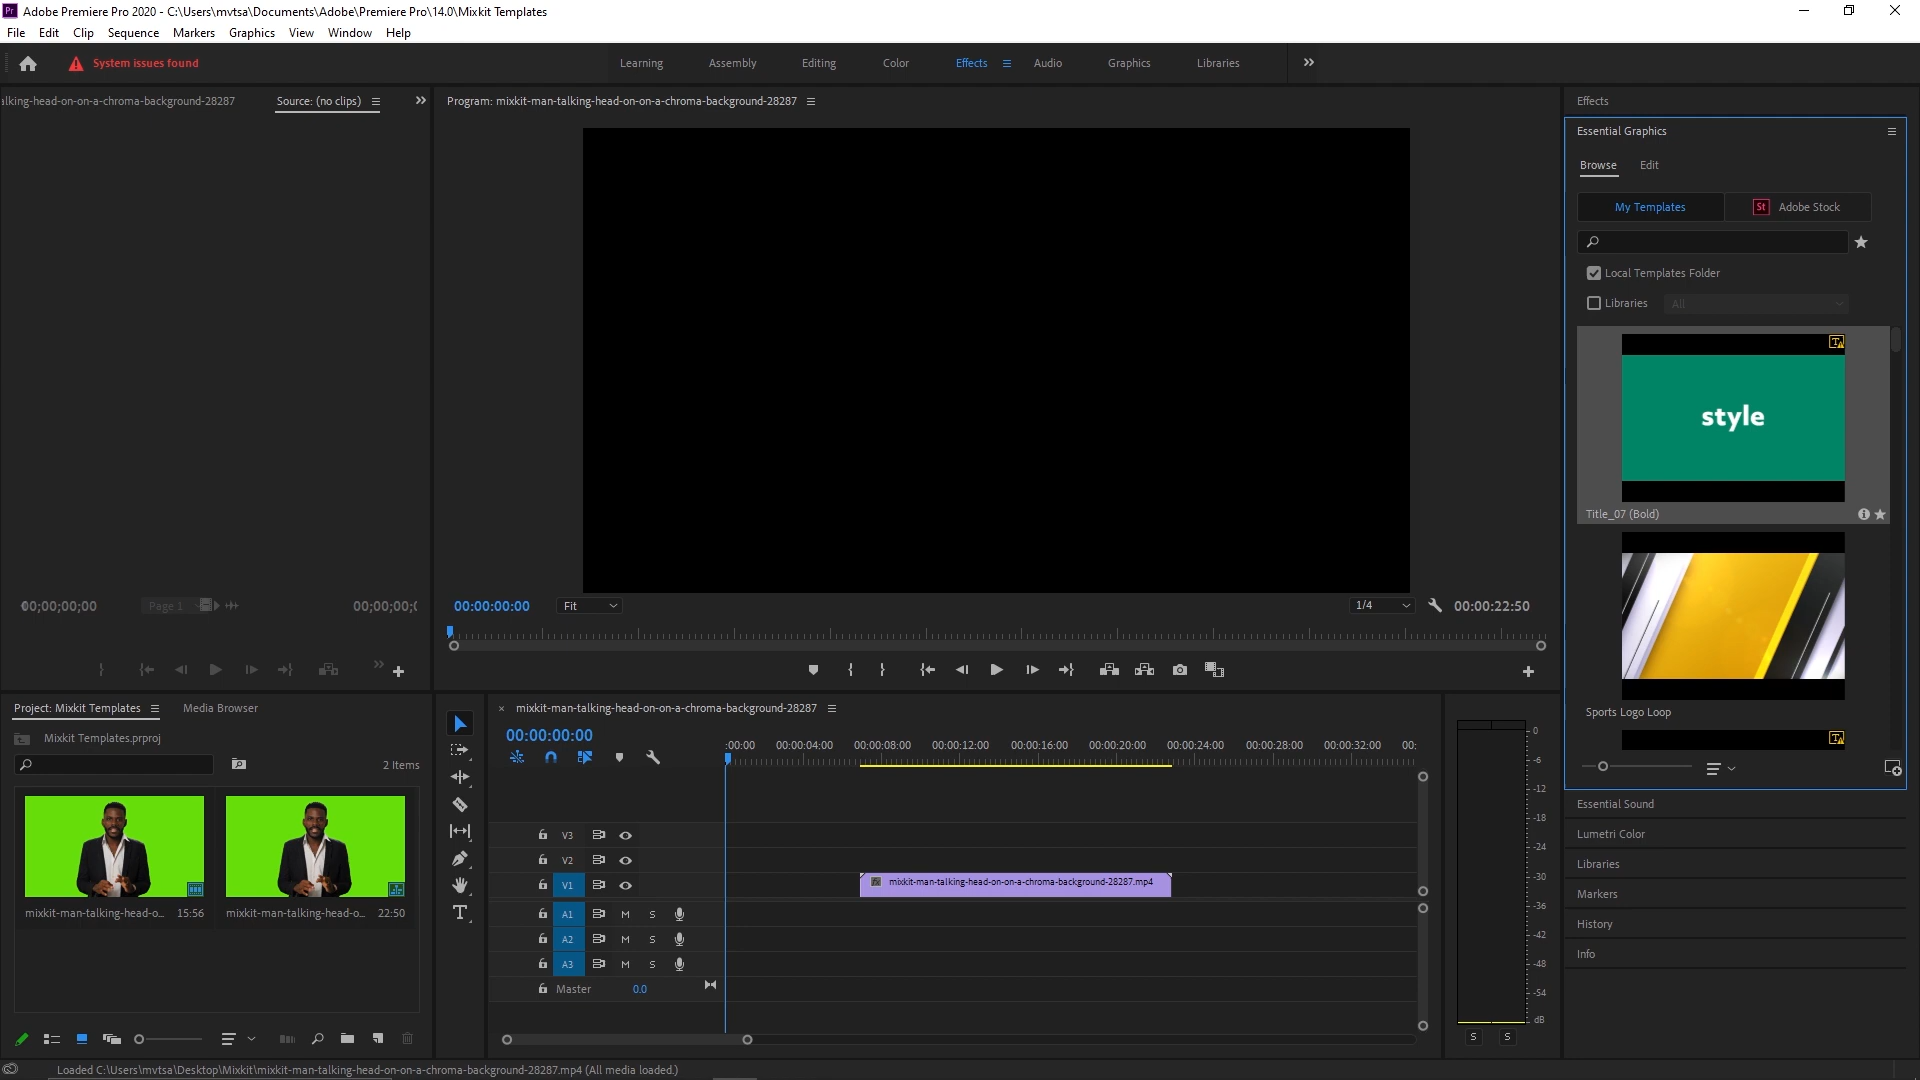 Pr Adobe Premiere Pro 2020 - C:\Users\mvtsa\Documents\Adobe\Premiere Pro\14.0\Mixkit Templates
File Edit Clip Sequence Markers Graphics View Window Help
System issues found
Learning Assembly Editing Color Effects Audio Graphics Libraries
alking-head-on-on-a-chroma-background-28287
Source: (no clips)
Program: mixkit-man-talking-head-on-on-a-chroma-background-28287
Effects
Essential Graphics
Browse Edit
My Templates
St Adobe Stock
Local Templates Folder
Libraries All
style
Title_07 (Bold)
Sports Logo Loop
00;00;00;00 Page 1 00;00;00;0
00:00:00:00 Fit 1/4 00:00:22:50
Project: Mixkit Templates
Media Browser
Mixkit Templates.prproj
2 Items
mixkit-man-talking-head-o... 15:56
mixkit-man-talking-head-o... 22:50
× mixkit-man-talking-head-on-on-a-chroma-background-28287
00:00:00:00
:00:00 00:00:04:00 00:00:08:00 00:00:12:00 00:00:16:00 00:00:20:00 00:00:24:00 00:00:28:00 00:00:32:00 00:
V3
V2
V1
mixkit-man-talking-head-on-on-a-chroma-background-28287.mp4
A1 M S
A2 M S
A3 M S
Master 0.0
T
0
-6
-12
-18
-24
-30
-36
-42
-48
-54
dB
S S
Essential Sound
Lumetri Color
Libraries
Markers
History
Info
Loaded C:\Users\mvtsa\Desktop\Mixkit\mixkit-man-talking-head-on-on-a-chroma-background-28287.mp4 (All media loaded.)